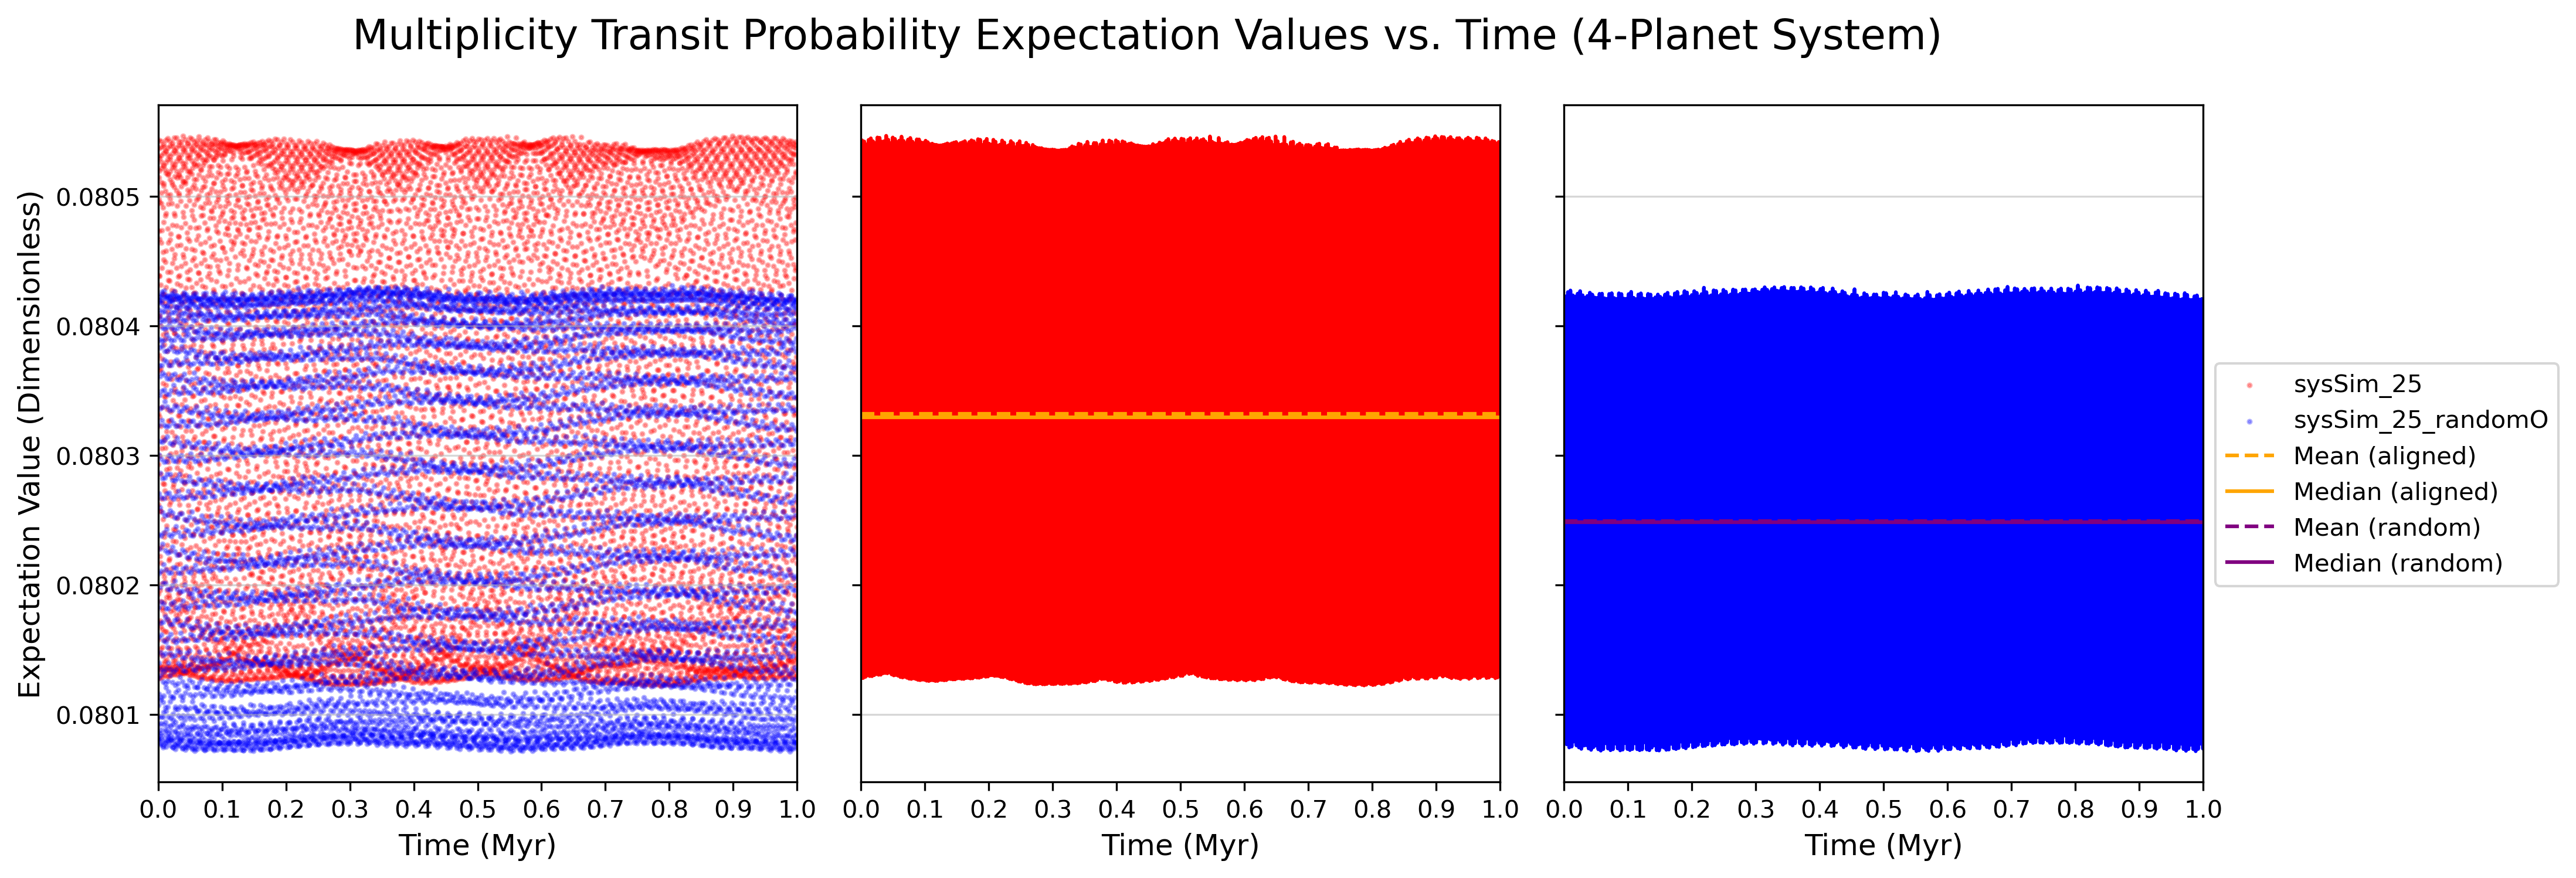 Multiplicity Transit Probability Expectation Values vs. Time (4-Planet System)
Expectation Value (Dimensionless)
0.0805
0.0804
0.0803
0.0802
0.0801
0.0 0.1 0.2 0.3 0.4 0.5 0.6 0.7 0.8 0.9 1.0
Time (Myr)
0.0 0.1 0.2 0.3 0.4 0.5 0.6 0.7 0.8 0.9 1.0
Time (Myr)
0.0 0.1 0.2 0.3 0.4 0.5 0.6 0.7 0.8 0.9 1.0
Time (Myr)
sysSim_25
sysSim_25_randomO
Mean (aligned)
Median (aligned)
Mean (random)
Median (random)